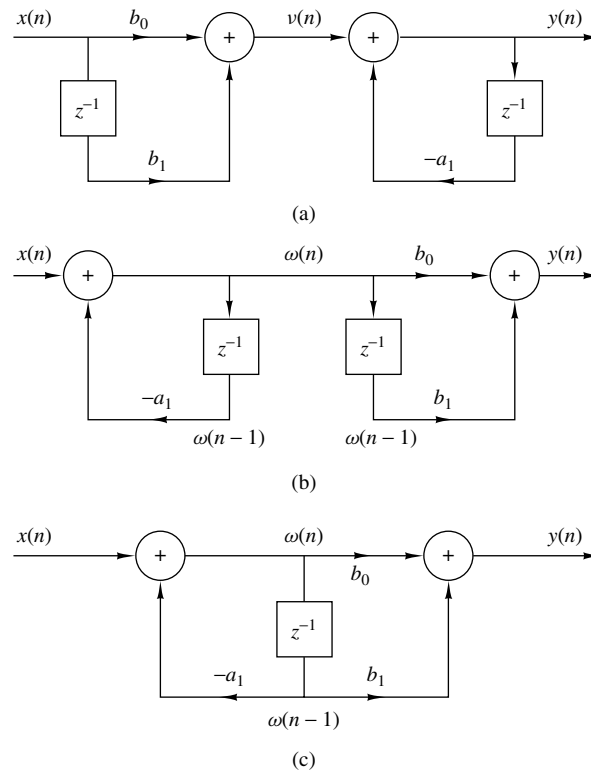 x(n) b₀ + ν(n) + y(n)
z⁻¹ z⁻¹
b₁ −a₁
(a)
x(n) + ω(n) b₀ + y(n)
z⁻¹ z⁻¹
−a₁ b₁
ω(n − 1) ω(n − 1)
(b)
x(n) + ω(n) + y(n)
b₀
z⁻¹
−a₁ b₁
ω(n − 1)
(c)